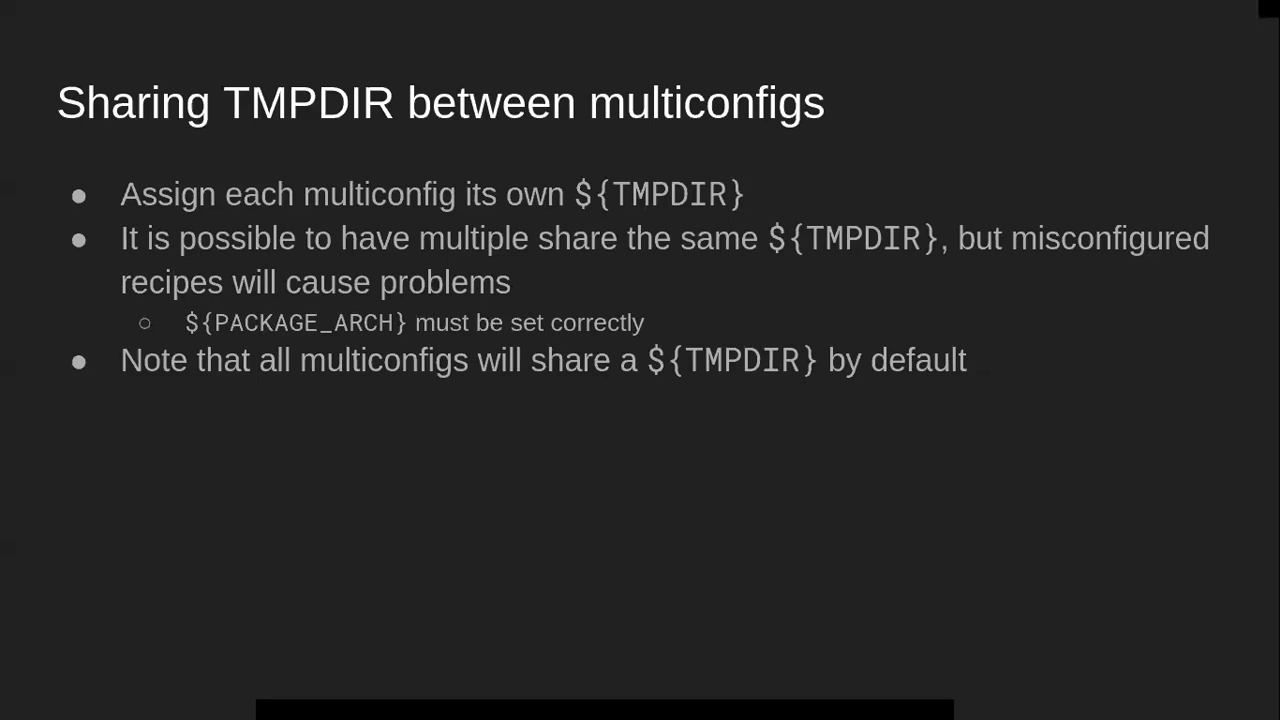 Sharing TMPDIR between multiconfigs
● Assign each multiconfig its own ${TMPDIR}
● It is possible to have multiple share the same ${TMPDIR}, but misconfigured
recipes will cause problems
○ ${PACKAGE_ARCH} must be set correctly
● Note that all multiconfigs will share a ${TMPDIR} by default